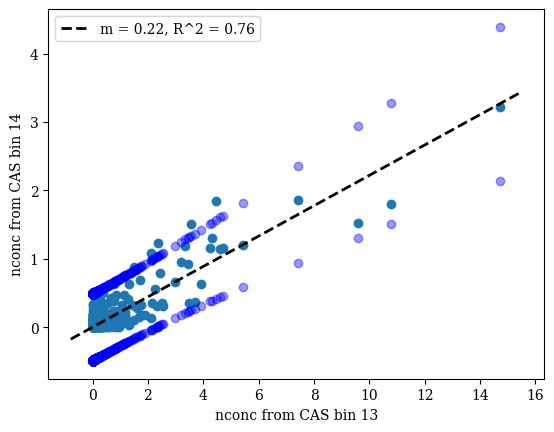 m = 0.22, R^2 = 0.76
4
3
2
1
0
nconc from CAS bin 14
0 2 4 6 8 10 12 14 16
nconc from CAS bin 13